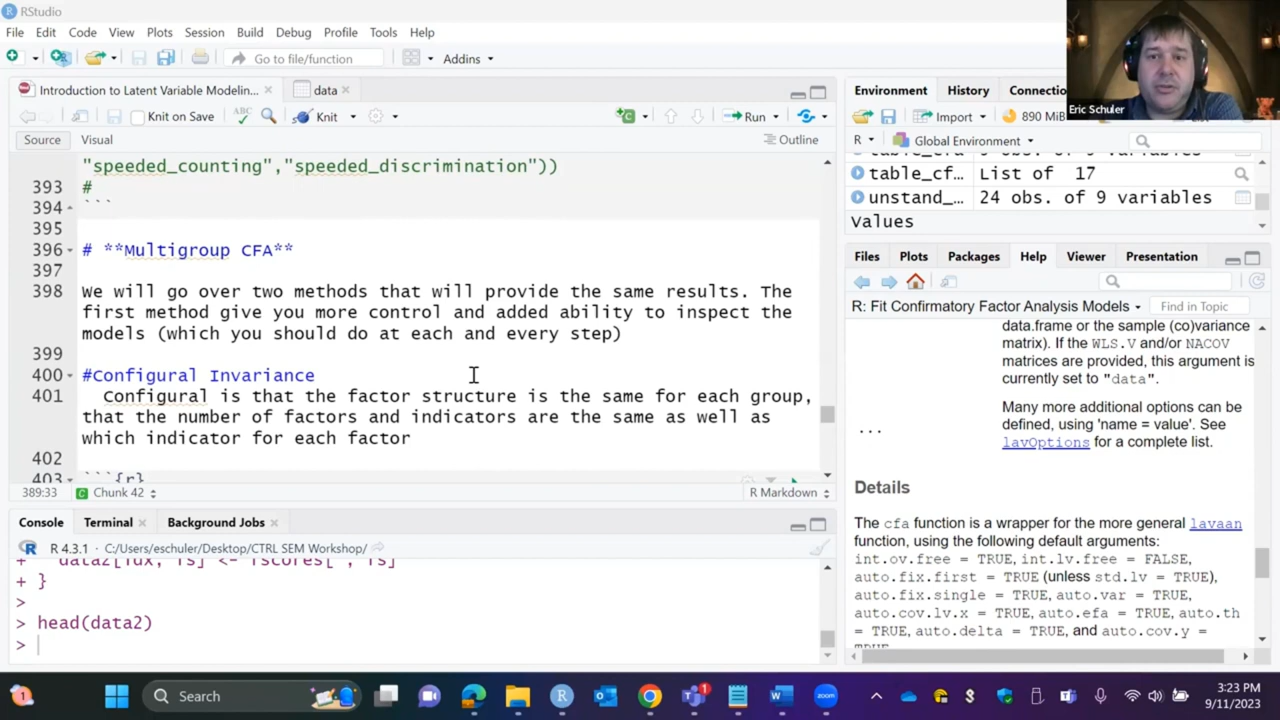 RStudio
File Edit Code View Plots Session Build Debug Profile Tools Help
Go to file/function Addins
Eric Schuler
Introduction to Latent Variable Modelin... data
Knit on Save ABC Knit Run
Source Visual Outline
"speeded_counting","speeded_discrimination"))
393 #
394 ```
395
396 # **Multigroup CFA**
397
398 We will go over two methods that will provide the same results. The
first method give you more control and added ability to inspect the
models (which you should do at each and every step)
399
400 #Configural Invariance
401 Configural is that the factor structure is the same for each group,
that the number of factors and indicators are the same as well as
which indicator for each factor
402
403 ```{r}
389:33 Chunk 42 R Markdown
Console Terminal Background Jobs
R 4.3.1 · C:/Users/eschuler/Desktop/CTRL SEM Workshop/
+ data2[idx, fs] <- fscores[ , fs]
+ }
>
> head(data2)
>
Environment History Connectio
Import 890 MiB
R Global Environment
table_cf... List of 17
unstand_... 24 obs. of 9 variables
Values
Files Plots Packages Help Viewer Presentation
R: Fit Confirmatory Factor Analysis Models Find in Topic
data.frame or the sample (co)variance
matrix). If the WLS.V and/or NACOV
matrices are provided, this argument is
currently set to "data".
... Many more additional options can be
defined, using 'name = value'. See
lavOptions for a complete list.
Details
The cfa function is a wrapper for the more general lavaan
function, using the following default arguments:
int.ov.free = TRUE, int.lv.free = FALSE,
auto.fix.first = TRUE (unless std.lv = TRUE),
auto.fix.single = TRUE, auto.var = TRUE,
auto.cov.lv.x = TRUE, auto.efa = TRUE, auto.th
= TRUE, auto.delta = TRUE, and auto.cov.y =
TRUE.
1 Search zoom 1
3:23 PM
9/11/2023